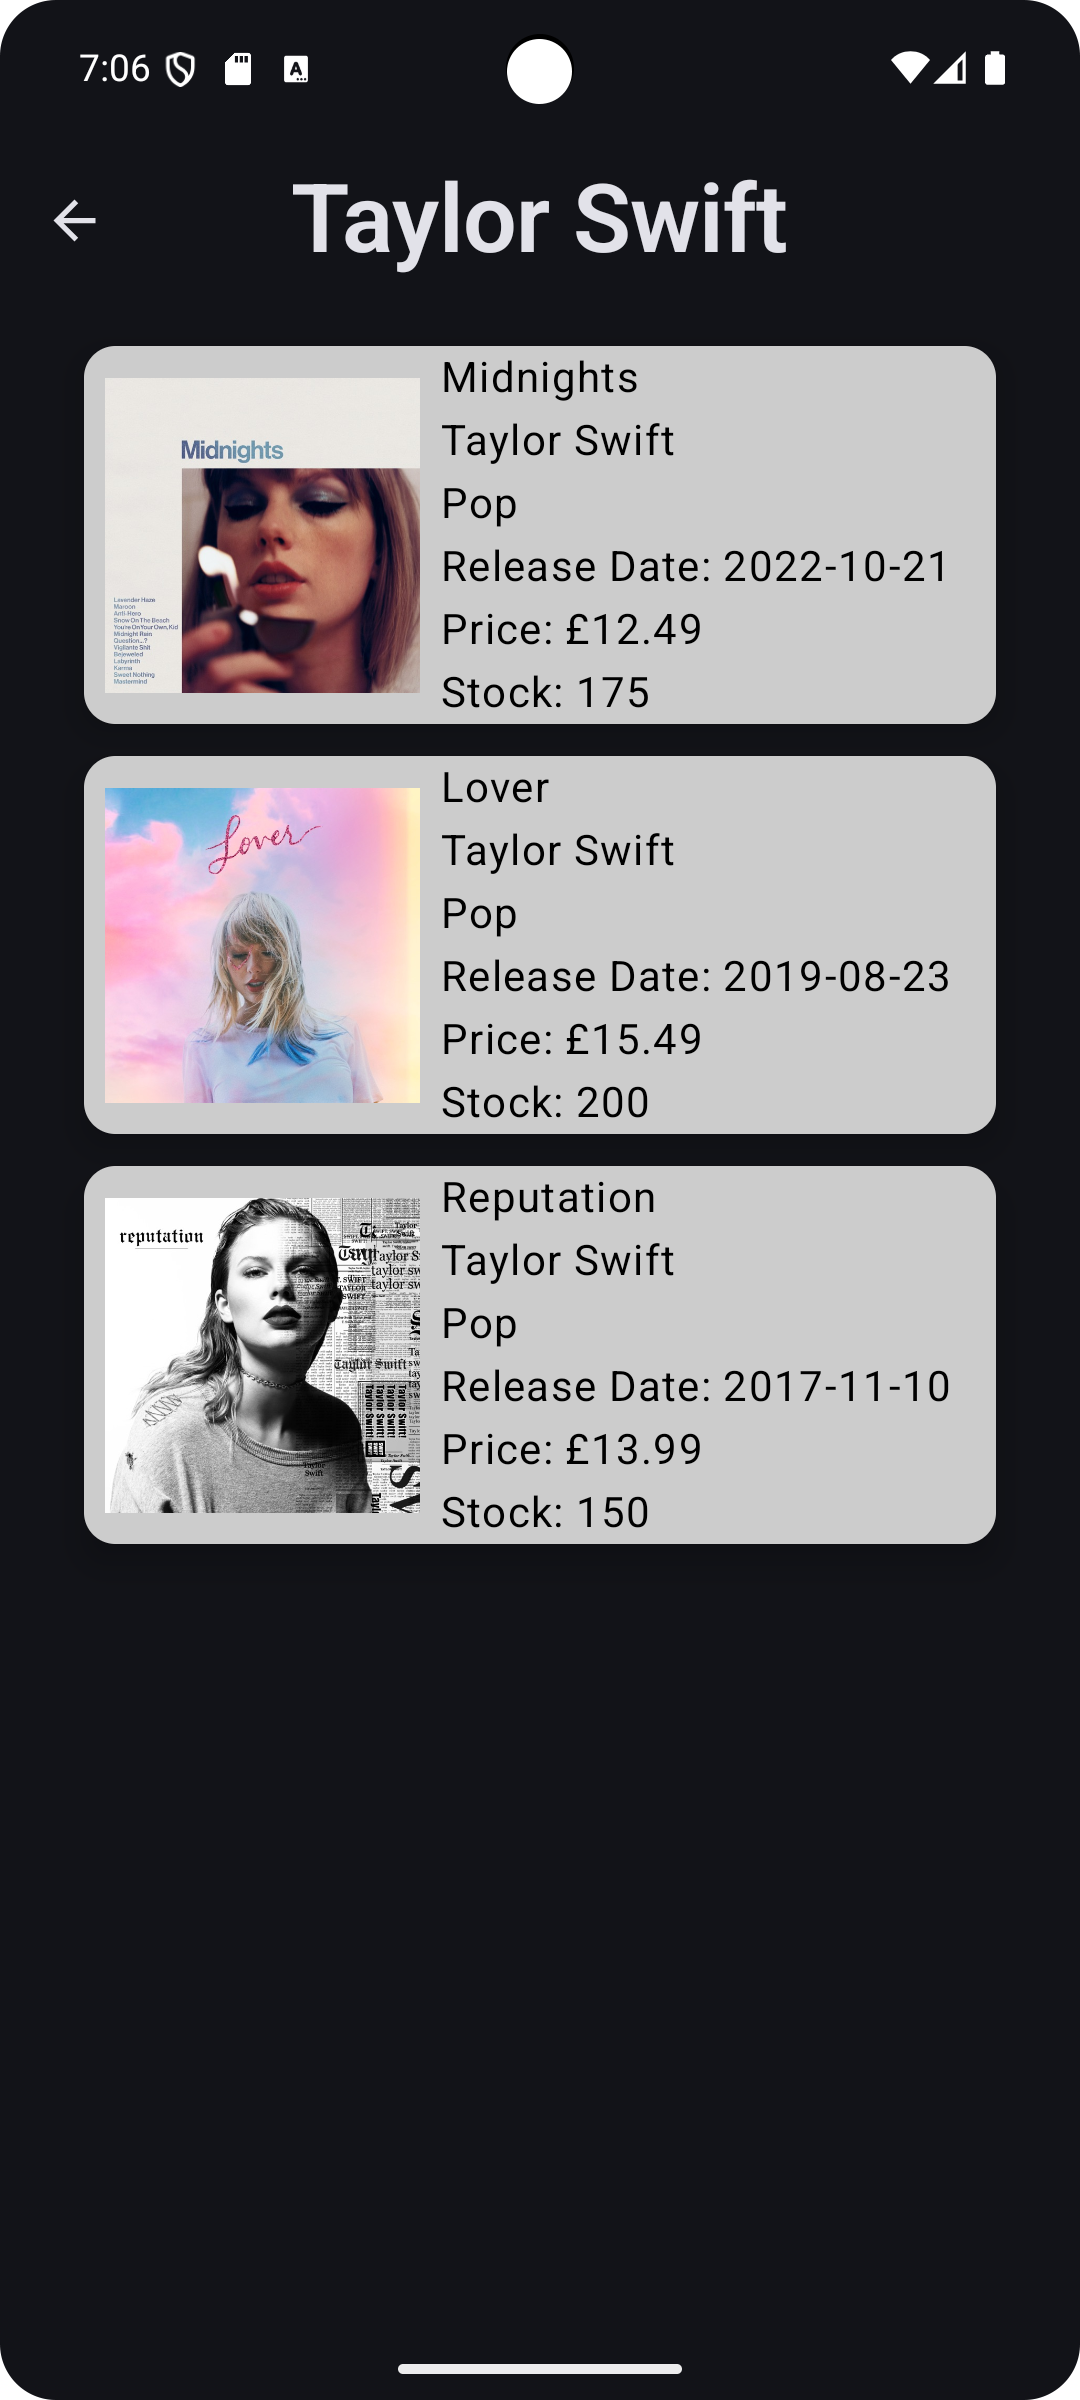 7:06
Taylor Swift
Midnights
Lavender Haze
Maroon
Anti-Hero
Snow On The Beach
You're On Your Own, Kid
Midnight Rain
Question...?
Vigilante Shit
Bejeweled
Labyrinth
Karma
Sweet Nothing
Mastermind
Midnights
Taylor Swift
Pop
Release Date: 2022-10-21
Price: £12.49
Stock: 175
Lover
Lover
Taylor Swift
Pop
Release Date: 2019-08-23
Price: £15.49
Stock: 200
reputation
Taylor Swift
Reputation
Taylor Swift
Pop
Release Date: 2017-11-10
Price: £13.99
Stock: 150